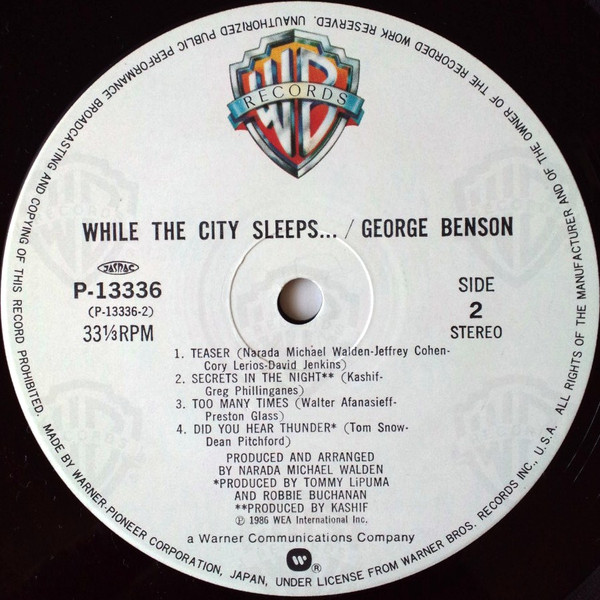 UNAUTHORIZED PUBLIC PERFORMANCE BROADCASTING AND COPYING OF THIS RECORD PROHIBITED.
ALL RIGHTS OF THE MANUFACTURER AND OF THE OWNER OF THE RECORDED WORK RESERVED.
WB
RECORDS
WHILE THE CITY SLEEPS... / GEORGE BENSON
JASRAC
P-13336
(P-13336-2)
33⅓RPM
SIDE
2
STEREO
1. TEASER (Narada Michael Walden-Jeffrey Cohen-
Cory Lerios-David Jenkins)
2. SECRETS IN THE NIGHT** (Kashif-
Greg Phillinganes)
3. TOO MANY TIMES (Walter Afanasieff-
Preston Glass)
4. DID YOU HEAR THUNDER* (Tom Snow-
Dean Pitchford)
PRODUCED AND ARRANGED
BY NARADA MICHAEL WALDEN
*PRODUCED BY TOMMY LiPUMA
AND ROBBIE BUCHANAN
**PRODUCED BY KASHIF
℗ 1986 WEA International Inc.
a Warner Communications Company
W ®
MADE BY WARNER-PIONEER CORPORATION, JAPAN, UNDER LICENSE FROM WARNER BROS. RECORDS INC., U.S.A.